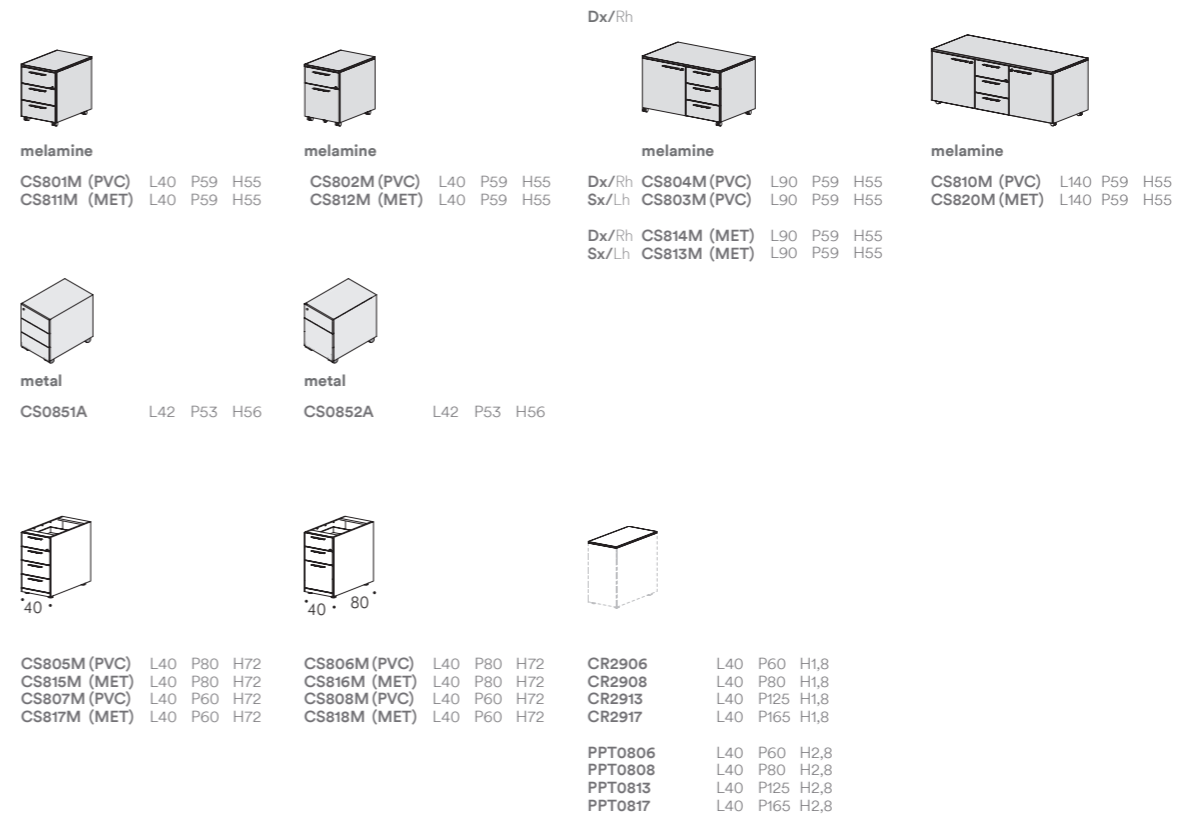 Dx/Rh
melamine
CS801M (PVC) L40 P59 H55
CS811M (MET) L40 P59 H55
melamine
CS802M (PVC) L40 P59 H55
CS812M (MET) L40 P59 H55
melamine
Dx/Rh CS804M (PVC) L90 P59 H55
Sx/Lh CS803M (PVC) L90 P59 H55
Dx/Rh CS814M (MET) L90 P59 H55
Sx/Lh CS813M (MET) L90 P59 H55
melamine
CS810M (PVC) L140 P59 H55
CS820M (MET) L140 P59 H55
metal
CS0851A L42 P53 H56
metal
CS0852A L42 P53 H56
40
CS805M (PVC) L40 P80 H72
CS815M (MET) L40 P80 H72
CS807M (PVC) L40 P60 H72
CS817M (MET) L40 P60 H72
40 80
CS806M (PVC) L40 P80 H72
CS816M (MET) L40 P80 H72
CS808M (PVC) L40 P60 H72
CS818M (MET) L40 P60 H72
CR2906 L40 P60 H1,8
CR2908 L40 P80 H1,8
CR2913 L40 P125 H1,8
CR2917 L40 P165 H1,8
PPT0806 L40 P60 H2,8
PPT0808 L40 P80 H2,8
PPT0813 L40 P125 H2,8
PPT0817 L40 P165 H2,8